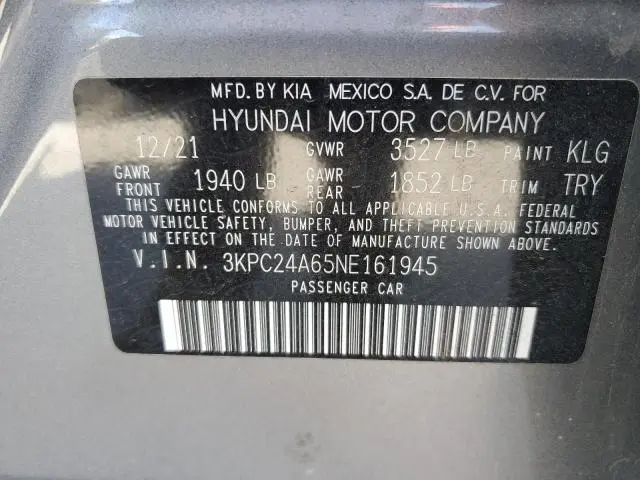 MFD. BY KIA MEXICO S.A. DE C.V. FOR
HYUNDAI MOTOR COMPANY
12/21 GVWR 3527 LB PAINT KLG
GAWR FRONT 1940 LB GAWR REAR 1852 LB TRIM TRY
THIS VEHICLE CONFORMS TO ALL APPLICABLE U.S.A. FEDERAL
MOTOR VEHICLE SAFETY, BUMPER, AND THEFT PREVENTION STANDARDS
IN EFFECT ON THE DATE OF MANUFACTURE SHOWN ABOVE.
V.I.N. 3KPC24A65NE161945
PASSENGER CAR